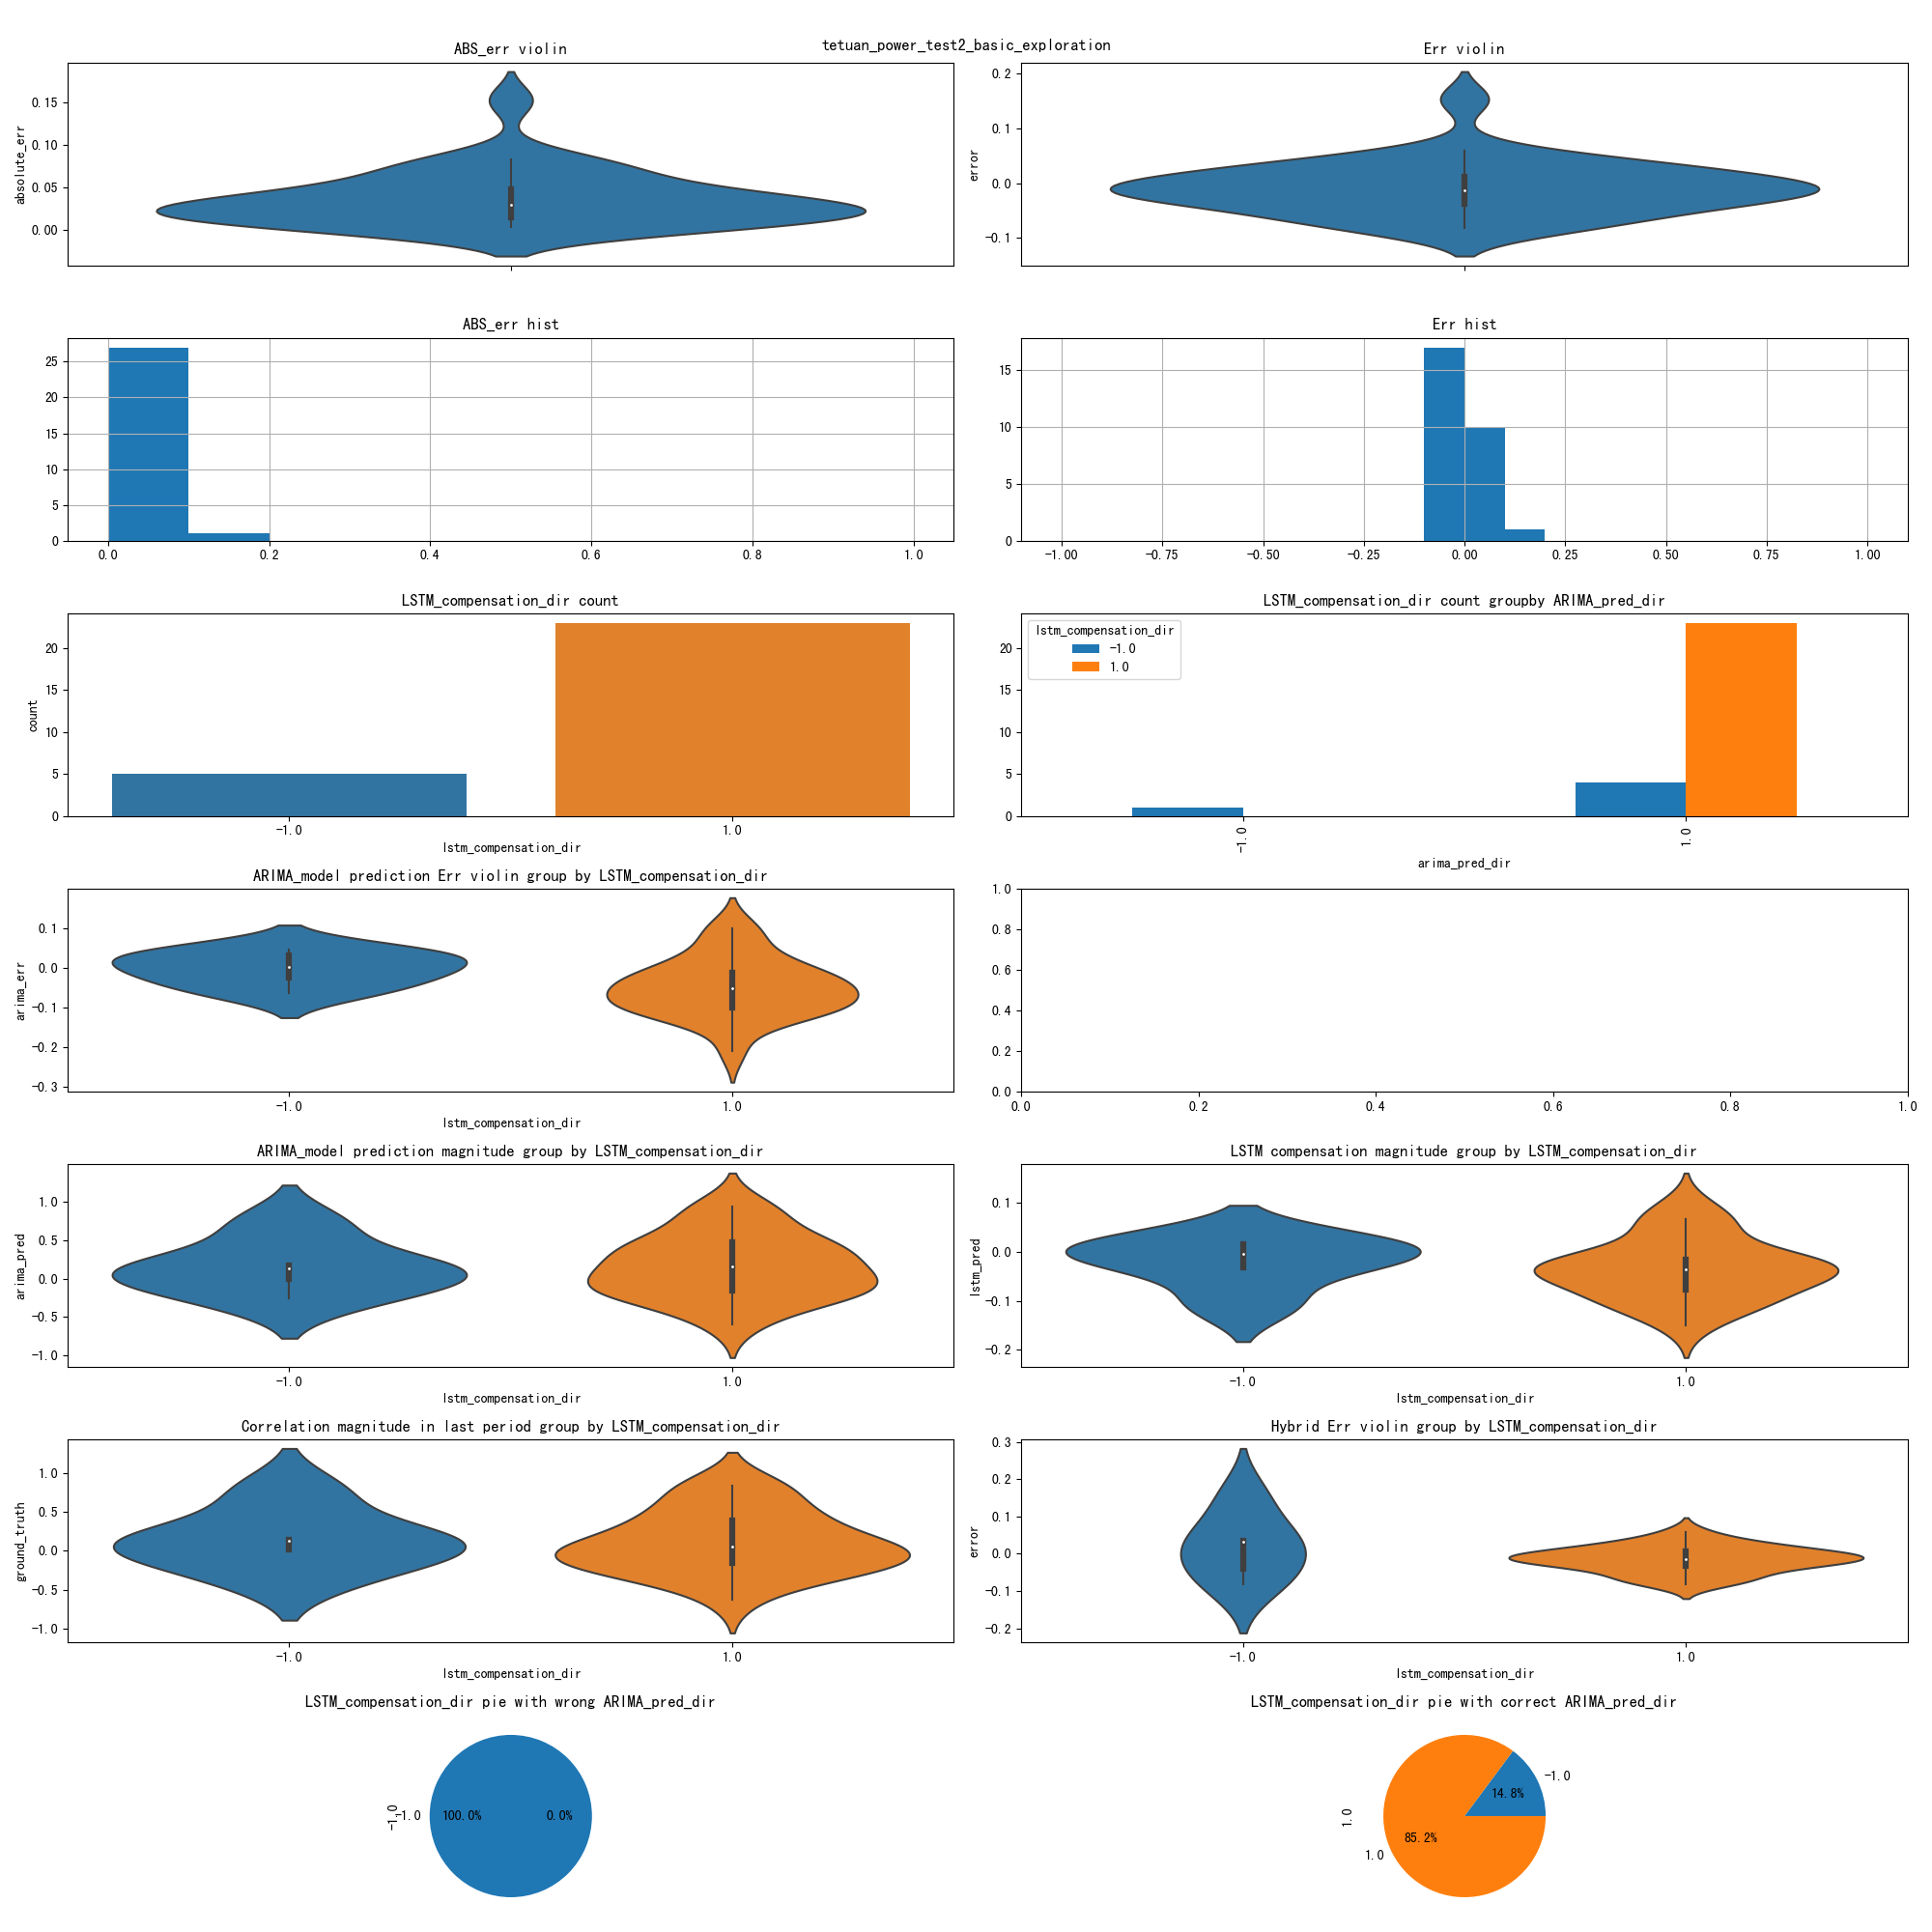 tetuan_power_test2_basic_exploration
ABS_err violin
absolute_err
0.15
0.10
0.05
0.00
Err violin
error
0.2
0.1
0.0
-0.1
ABS_err hist
25
20
15
10
5
0
0.0 0.2 0.4 0.6 0.8 1.0
Err hist
15
10
5
0
-1.00 -0.75 -0.50 -0.25 0.00 0.25 0.50 0.75 1.00
LSTM_compensation_dir count
count
20
15
10
5
0
-1.0 1.0
lstm_compensation_dir
LSTM_compensation_dir count groupby ARIMA_pred_dir
lstm_compensation_dir
-1.0
1.0
20
15
10
5
0
-1.0 1.0
arima_pred_dir
ARIMA_model prediction Err violin group by LSTM_compensation_dir
arima_err
0.1
0.0
-0.1
-0.2
-0.3
-1.0 1.0
lstm_compensation_dir
1.0
0.8
0.6
0.4
0.2
0.0
0.0 0.2 0.4 0.6 0.8 1.0
ARIMA_model prediction magnitude group by LSTM_compensation_dir
arima_pred
1.0
0.5
0.0
-0.5
-1.0
-1.0 1.0
lstm_compensation_dir
LSTM compensation magnitude group by LSTM_compensation_dir
lstm_pred
0.1
0.0
-0.1
-0.2
-1.0 1.0
lstm_compensation_dir
Correlation magnitude in last period group by LSTM_compensation_dir
ground_truth
1.0
0.5
0.0
-0.5
-1.0
-1.0 1.0
lstm_compensation_dir
Hybrid Err violin group by LSTM_compensation_dir
error
0.3
0.2
0.1
0.0
-0.1
-0.2
-1.0 1.0
lstm_compensation_dir
LSTM_compensation_dir pie with wrong ARIMA_pred_dir
-1.0
-1.0
100.0%
0.0%
LSTM_compensation_dir pie with correct ARIMA_pred_dir
-1.0
14.8%
1.0
85.2%
1.0